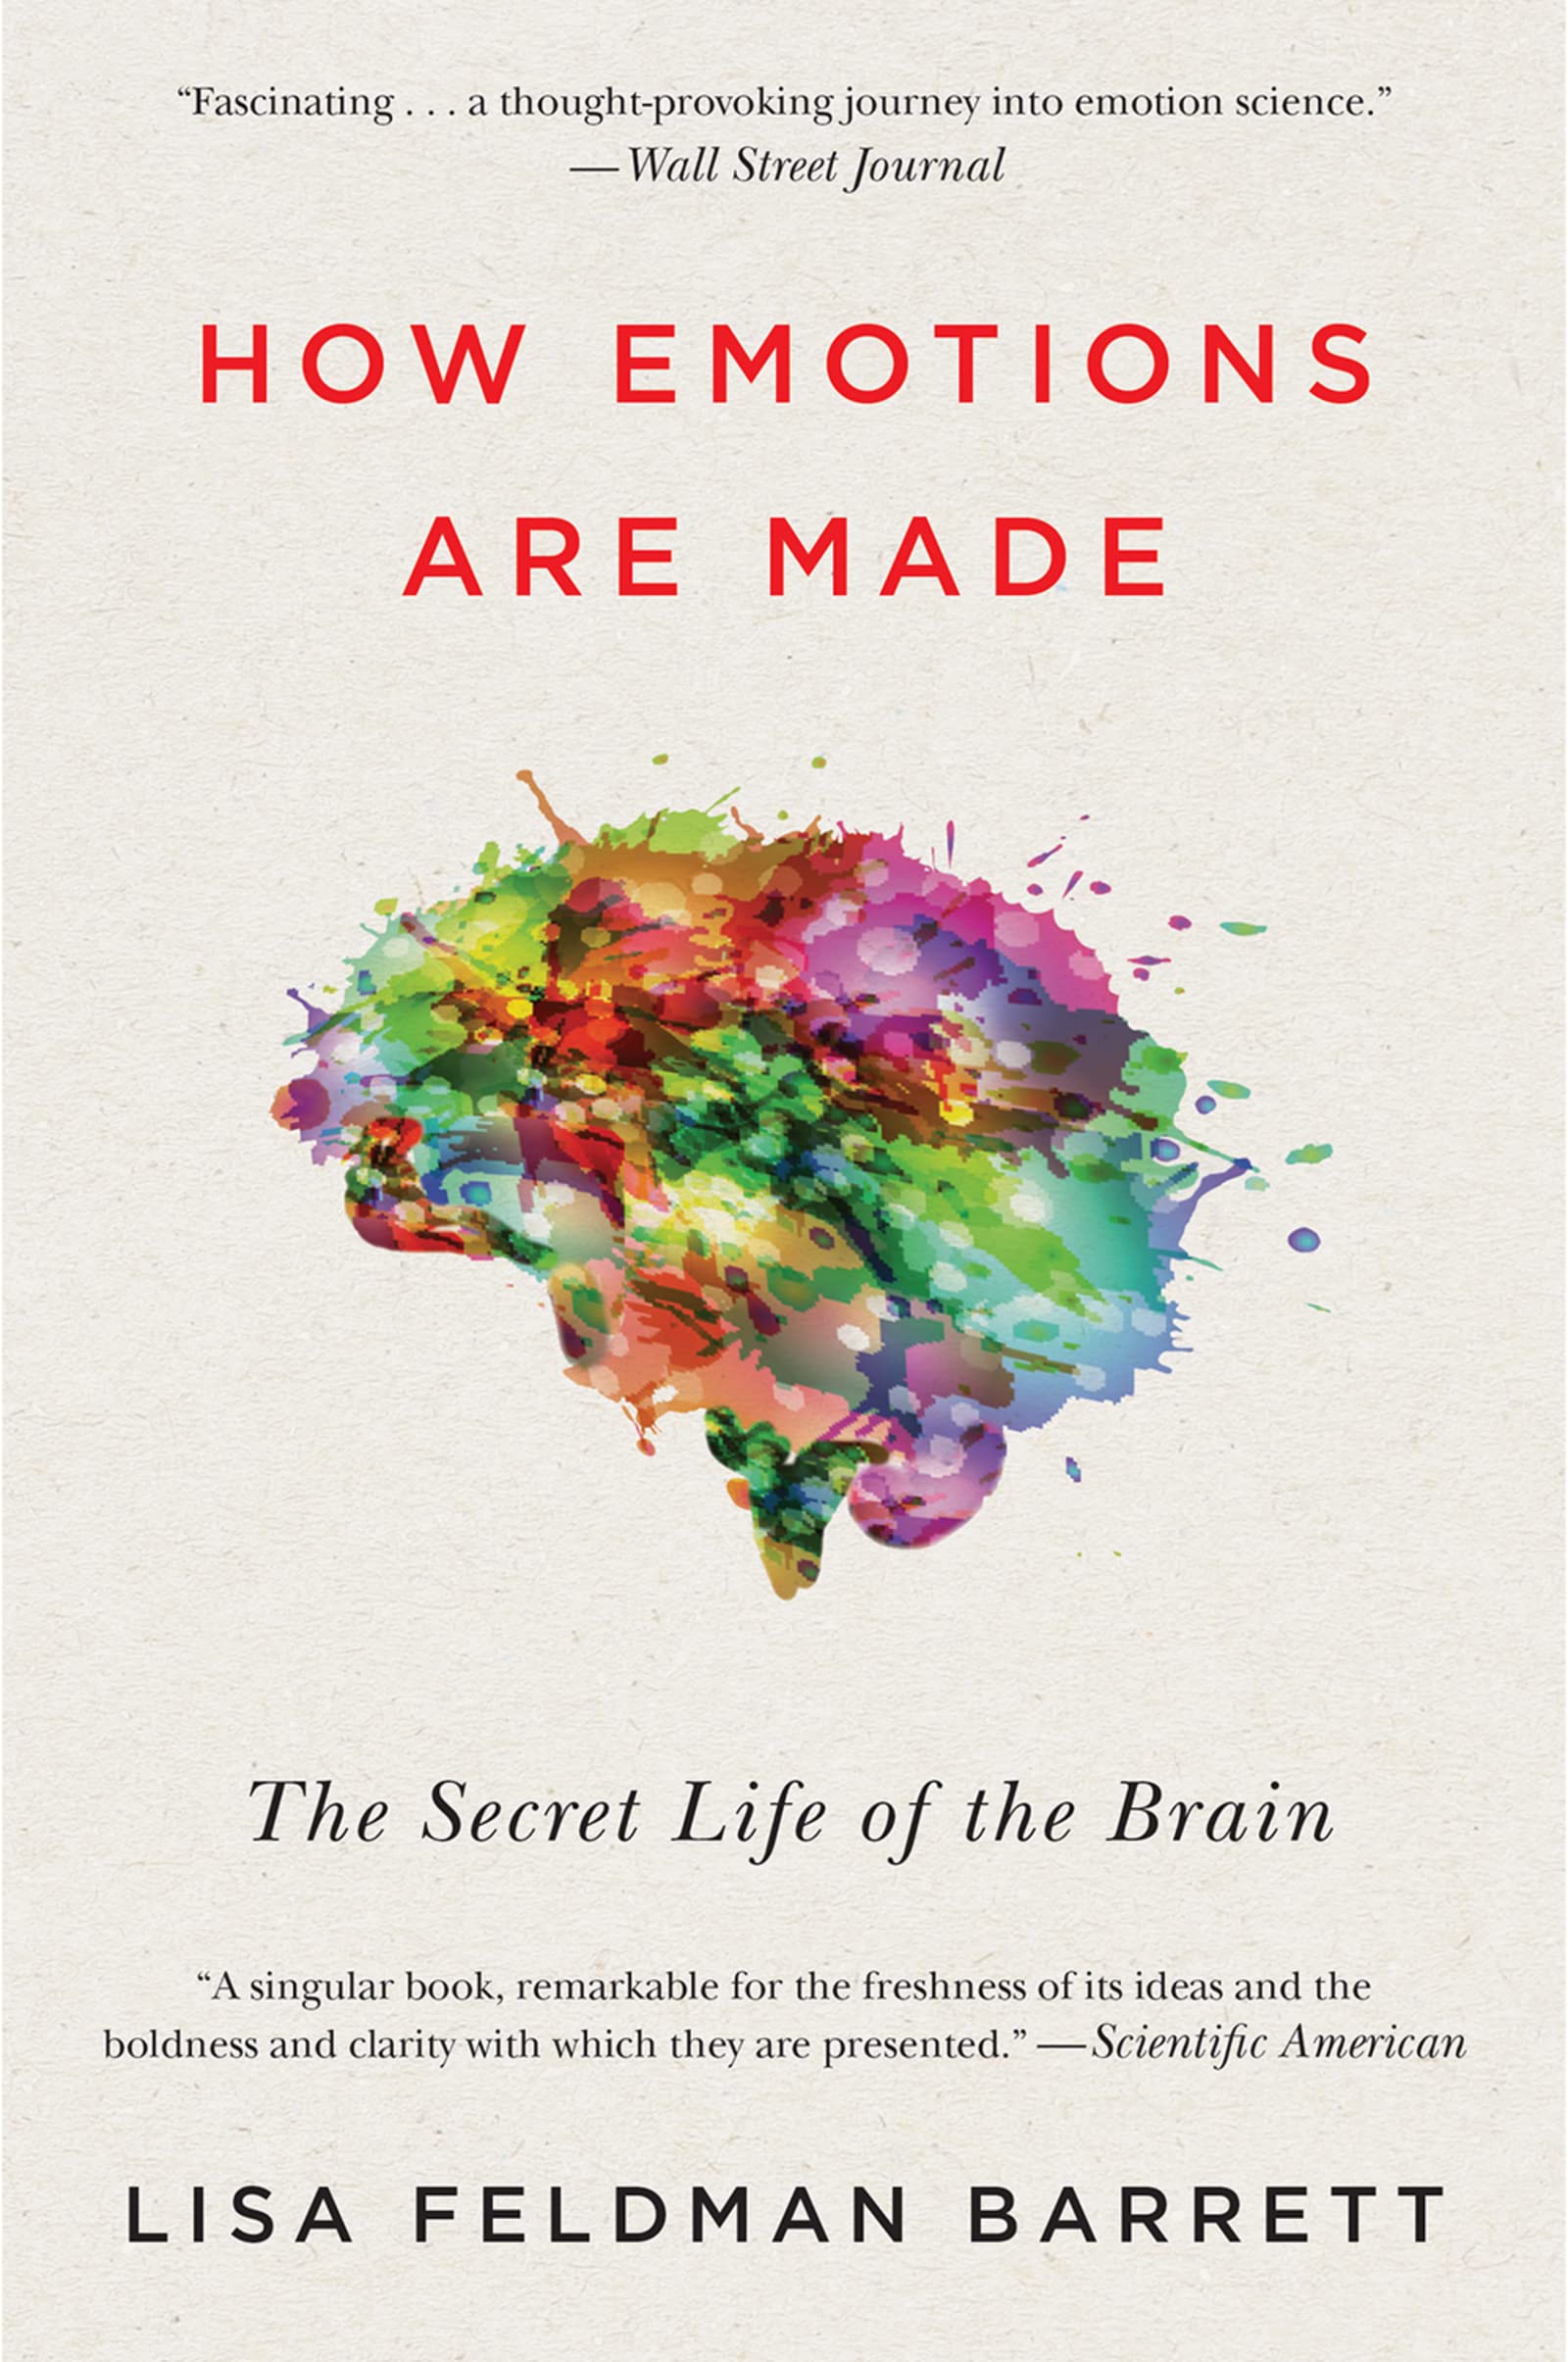 “Fascinating . . . a thought-provoking journey into emotion science.”
—Wall Street Journal
HOW EMOTIONS
ARE MADE
The Secret Life of the Brain
“A singular book, remarkable for the freshness of its ideas and the
boldness and clarity with which they are presented.” —Scientific American
LISA FELDMAN BARRETT